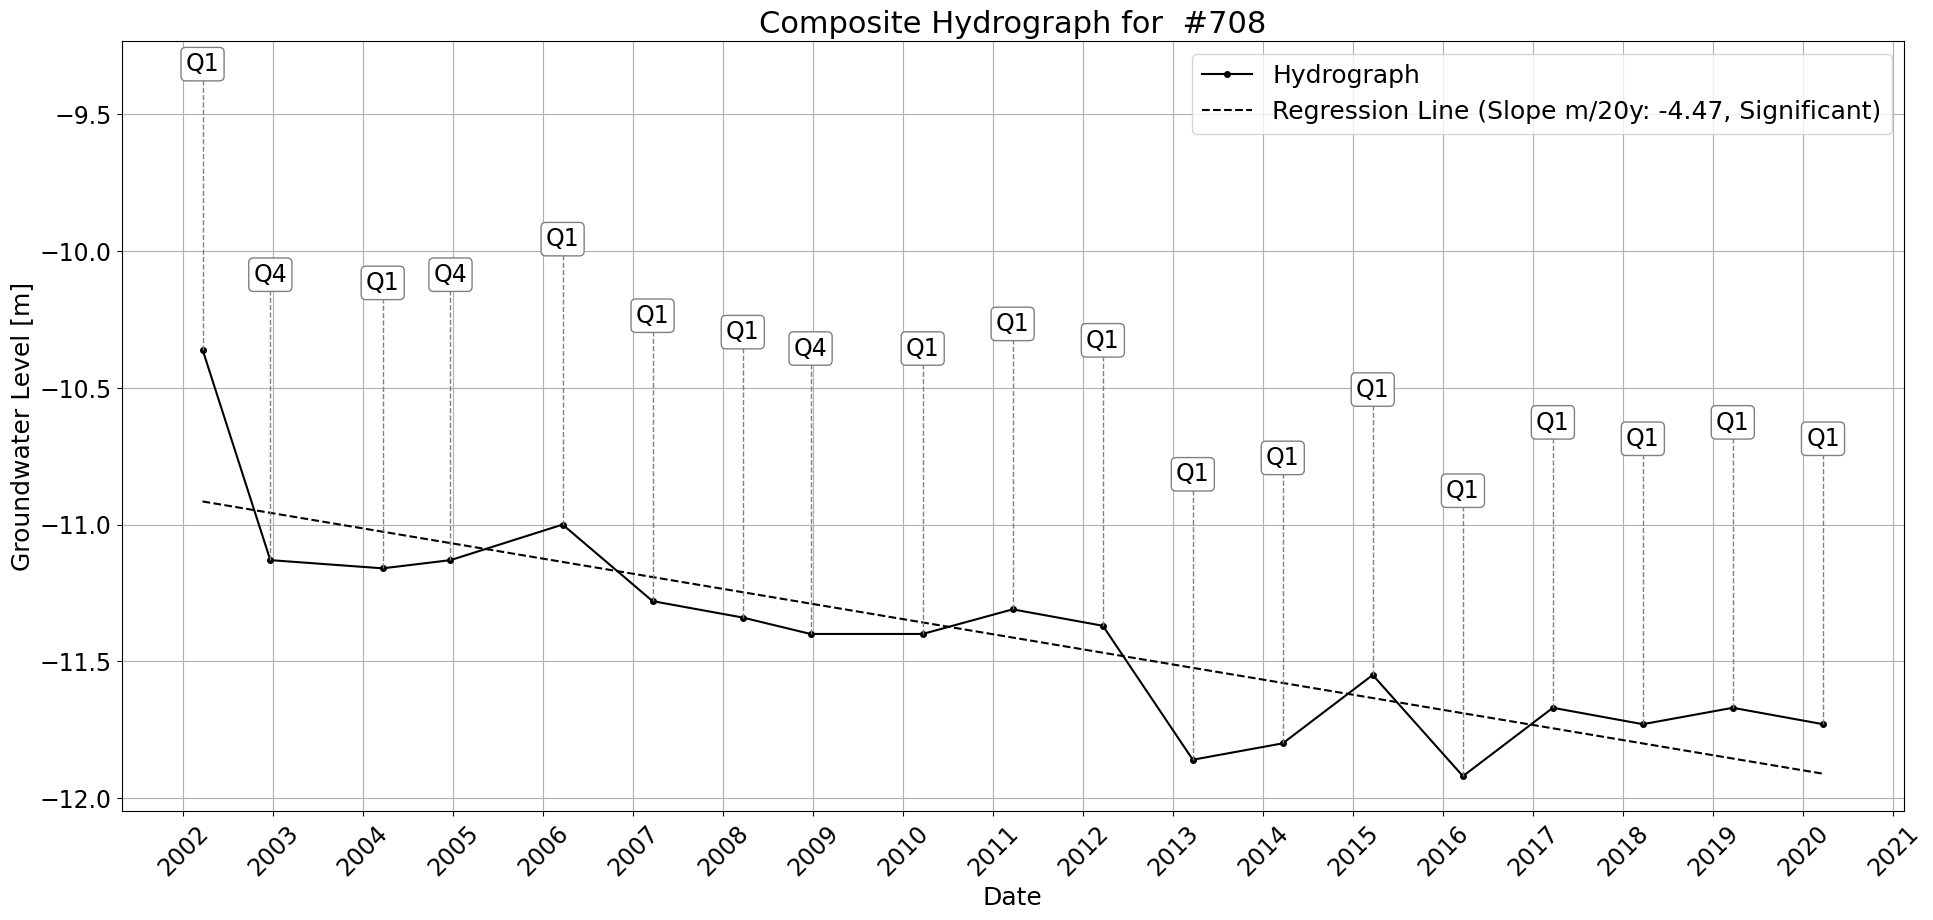 Composite Hydrograph for  #708
Hydrograph
Regression Line (Slope m/20y: -4.47, Significant)
Groundwater Level [m]
−9.5
−10.0
−10.5
−11.0
−11.5
−12.0
Q1
Q4
Q1
Q4
Q1
Q1
Q1
Q4
Q1
Q1
Q1
Q1
Q1
Q1
Q1
Q1
Q1
Q1
Q1
2002
2003
2004
2005
2006
2007
2008
2009
2010
2011
2012
2013
2014
2015
2016
2017
2018
2019
2020
2021
Date